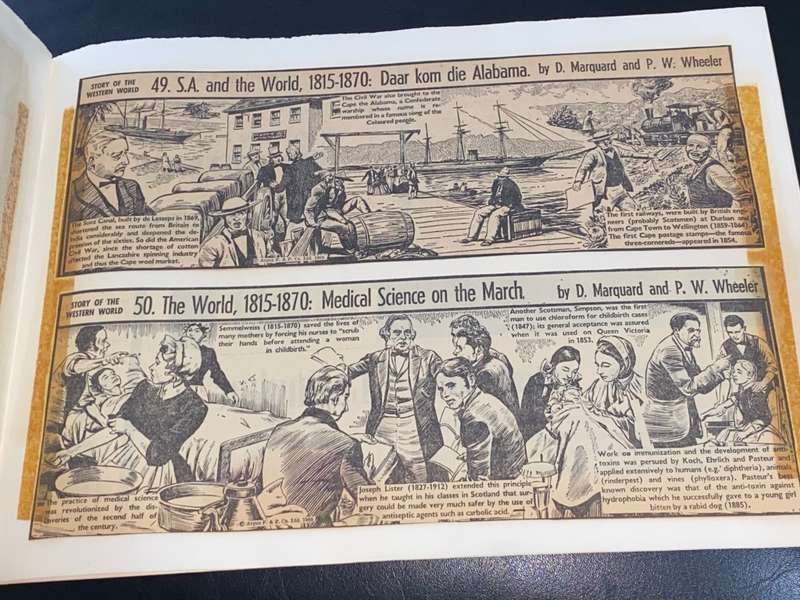 STORY OF THE
WESTERN WORLD
49. S.A. and the World, 1815-1870: Daar kom die Alabama. by D. Marquard and P. W. Wheeler
The Civil War also brought to the
Cape the Alabama, a Confederate
warship whose name is re-
membered in a famous song of the
Coloured people.
The Suez Canal, built by de Lesseps in 1869,
shortened the sea route from Britain to
India considerably and deepened the de-
pression of the sixties. So did the American
Civil War, since the shortage of cotton
affected the Lancashire spinning industry
and thus the Cape wool market.
The first railways, were built by British engi-
neers (probably Scotsmen) at Durban and
from Cape Town to Wellington (1859-1864)
The first Cape postage stamps—the famous
three-cornereds—appeared in 1854.
STORY OF THE
WESTERN WORLD
50. The World, 1815-1870: Medical Science on the March. by D. Marquard and P. W. Wheeler
Semmelweiss (1815-1870) saved the lives of
many mothers by forcing his nurses to "scrub
their hands before attending a woman
in childbirth."
Another Scotsman, Simpson, was the first
man to use chloroform for childbirth cases
(1847); its general acceptance was assured
when it was used on Queen Victoria
in 1853.
The practice of medical science
was revolutionized by the dis-
coveries of the second half of
the century.
© Argus P. & P. Co. Ltd.
Joseph Lister (1827-1912) extended this principle
when he taught in his classes in Scotland that sur-
gery could be made very much safer by the use of
antiseptic agents such as carbolic acid.
Work on immunization and the development of anti-
toxins was persued by Koch, Ehrlich and Pasteur and
applied extensively to humans (e.g.' diphtheria), animals
(rinderpest) and vines (phylloxera). Pasteur's best
known discovery was that of the anti-toxin against
hydrophobia which he successfully gave to a young girl
bitten by a rabid dog (1885).